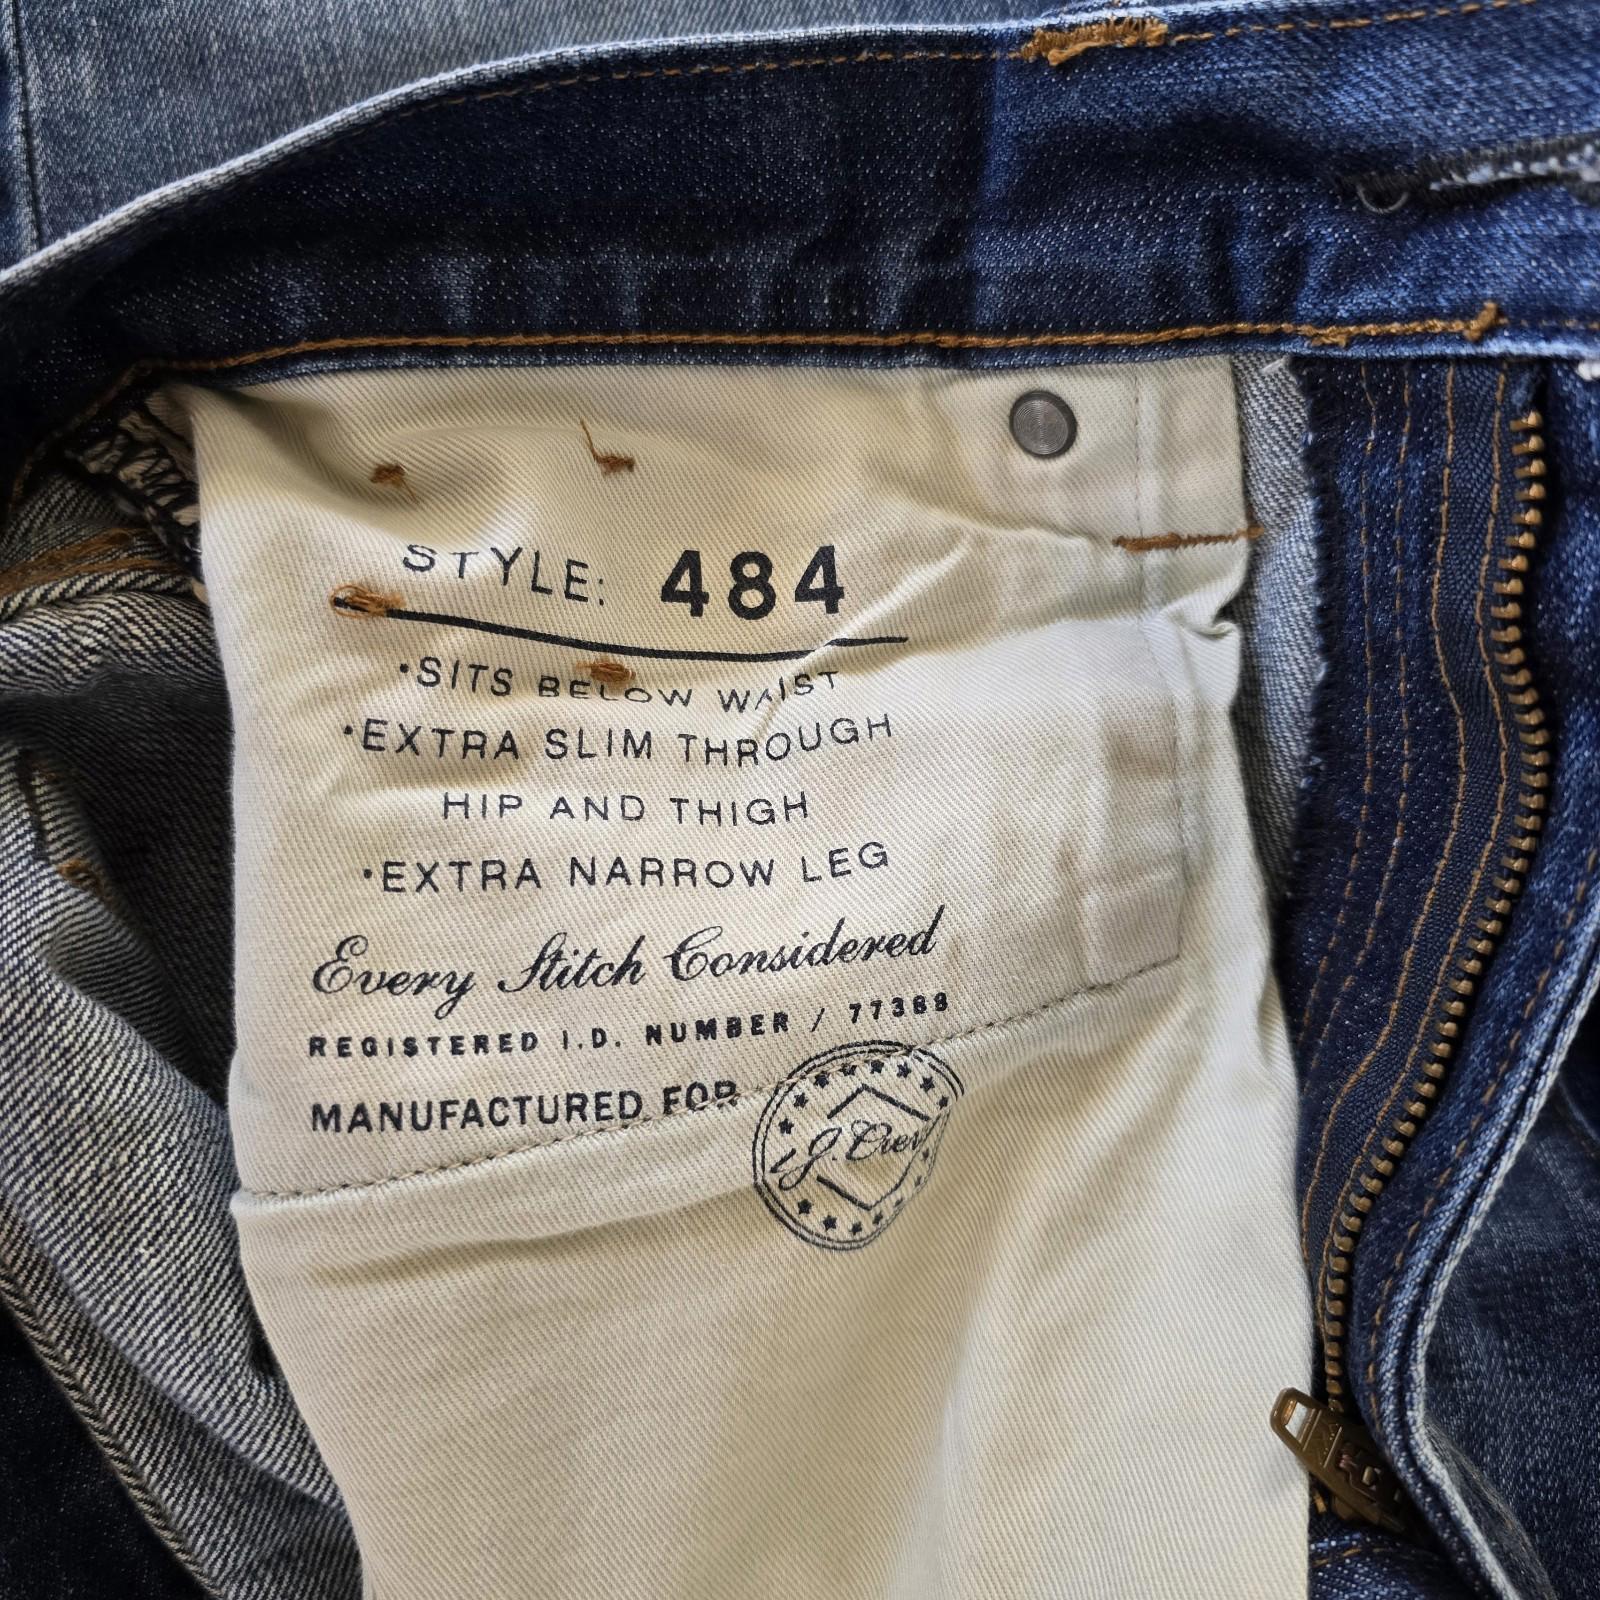 STYLE: 484
•SITS BELOW WAIST
•EXTRA SLIM THROUGH
HIP AND THIGH
•EXTRA NARROW LEG
Every Stitch Considered
REGISTERED I.D. NUMBER / 77388
MANUFACTURED FOR
J.Crew